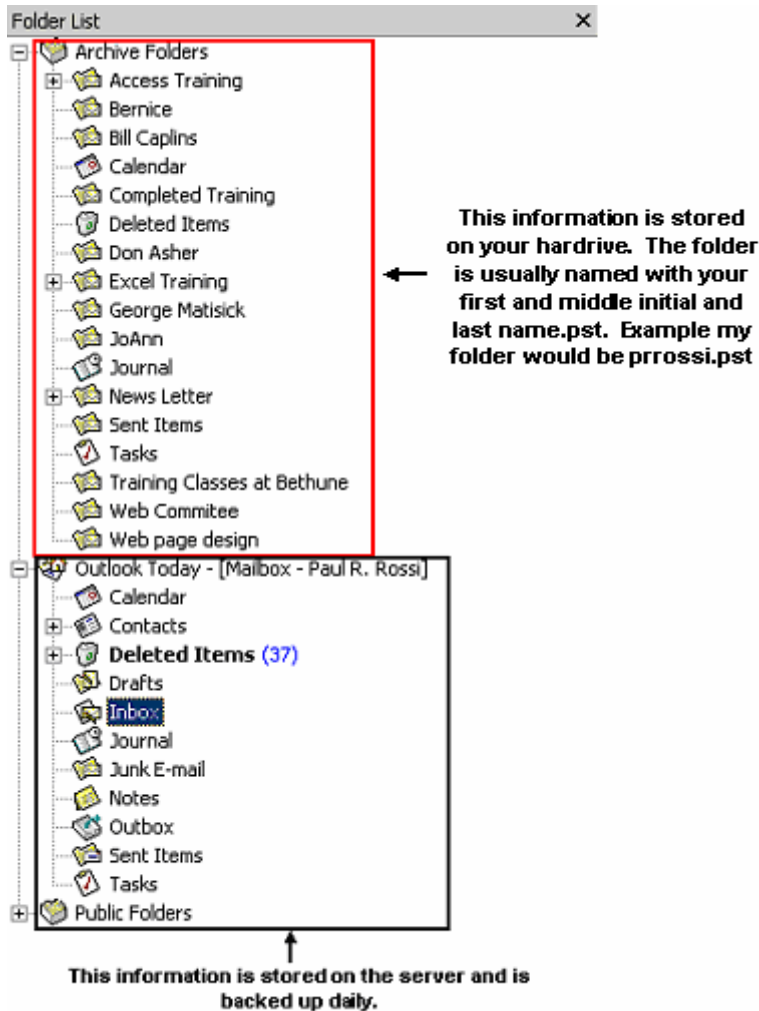 Folder List
Archive Folders
Access Training
Bernice
Bill Caplins
Calendar
Completed Training
Deleted Items
Don Asher
Excel Training
George Matisick
JoAnn
Journal
News Letter
Sent Items
Tasks
Training Classes at Bethune
Web Commitee
Web page design
This information is stored
on your hardrive. The folder
is usually named with your
first and middle initial and
last name.pst. Example my
folder would be prrossi.pst
Outlook Today - [Mailbox - Paul R. Rossi]
Calendar
Contacts
Deleted Items (37)
Drafts
Inbox
Journal
Junk E-mail
Notes
Outbox
Sent Items
Tasks
Public Folders
This information is stored on the server and is
backed up daily.